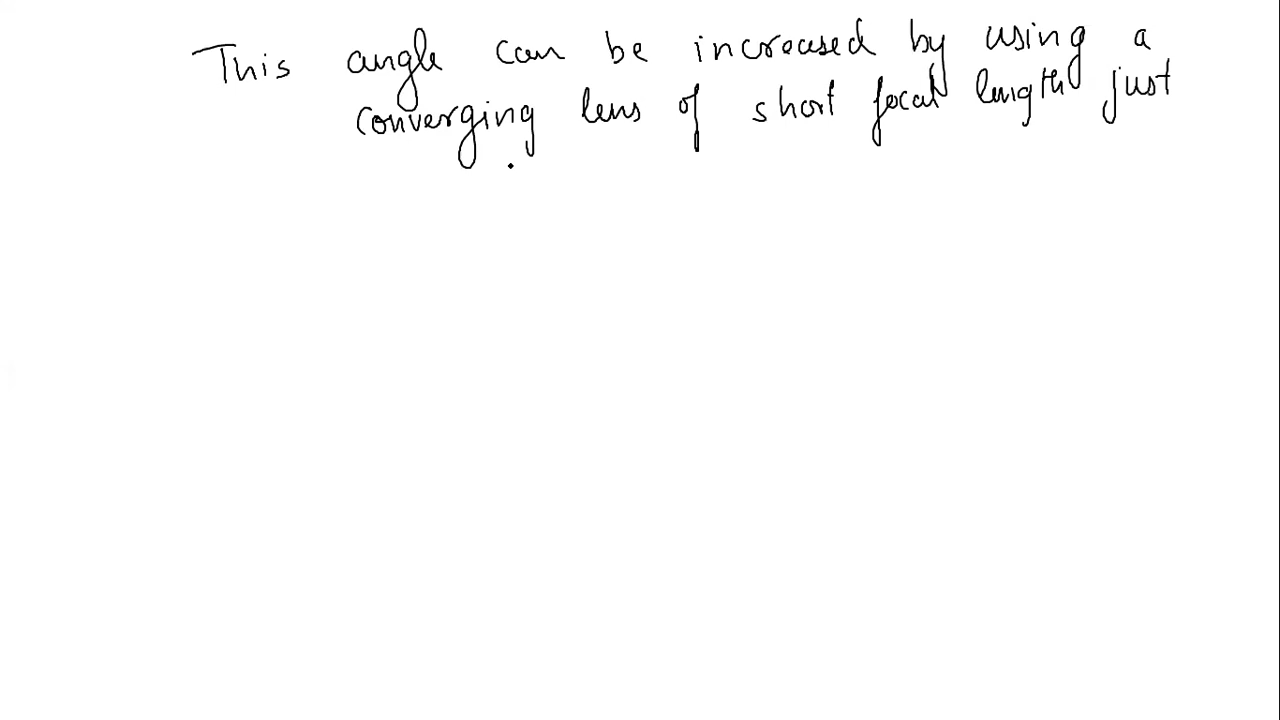 This angle can be increased by using a
converging lens of short focal length just